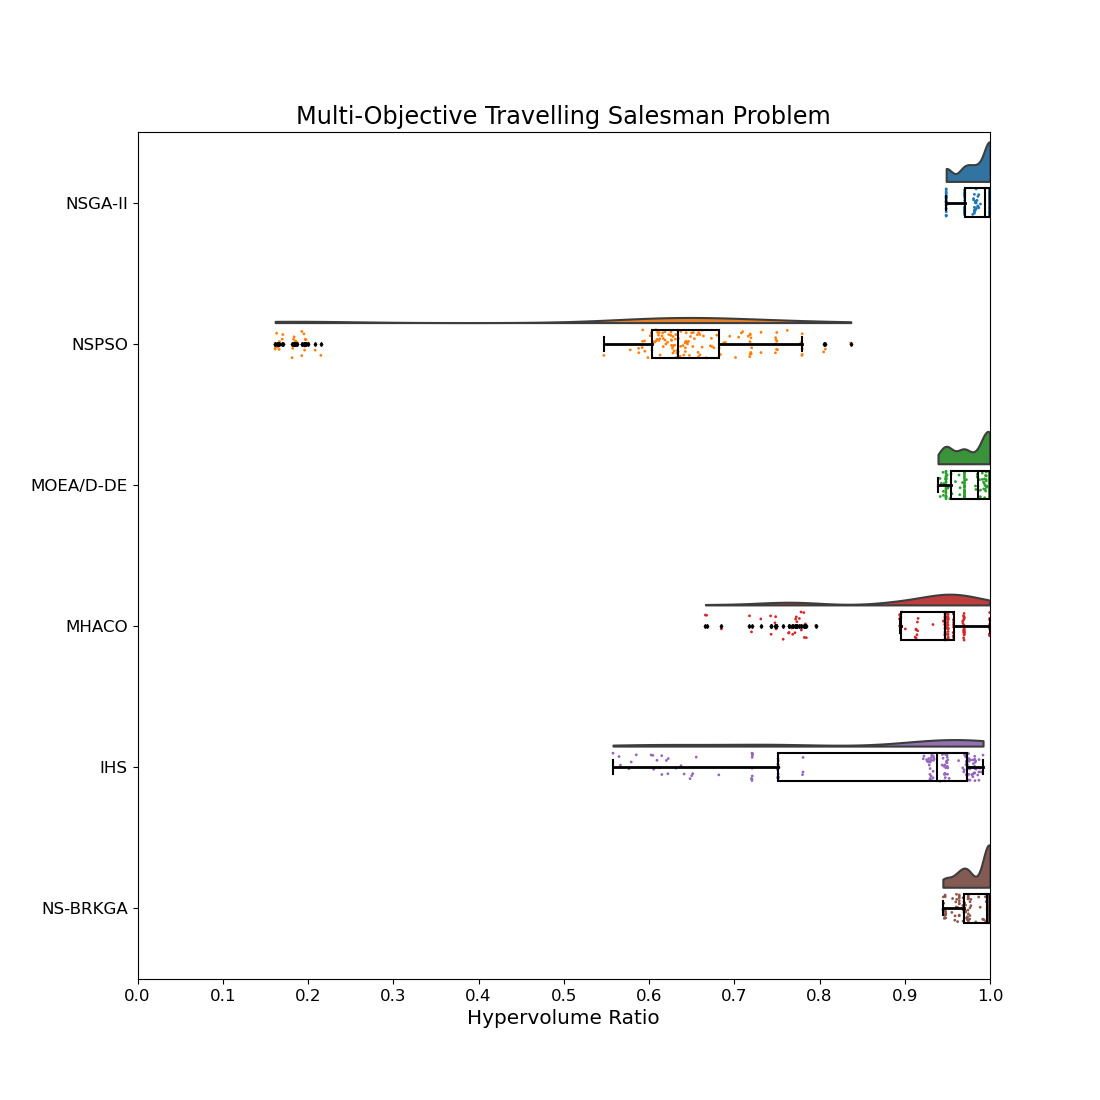 Multi-Objective Travelling Salesman Problem
NSGA-II
NSPSO
MOEA/D-DE
MHACO
IHS
NS-BRKGA
0.0 0.1 0.2 0.3 0.4 0.5 0.6 0.7 0.8 0.9 1.0
Hypervolume Ratio